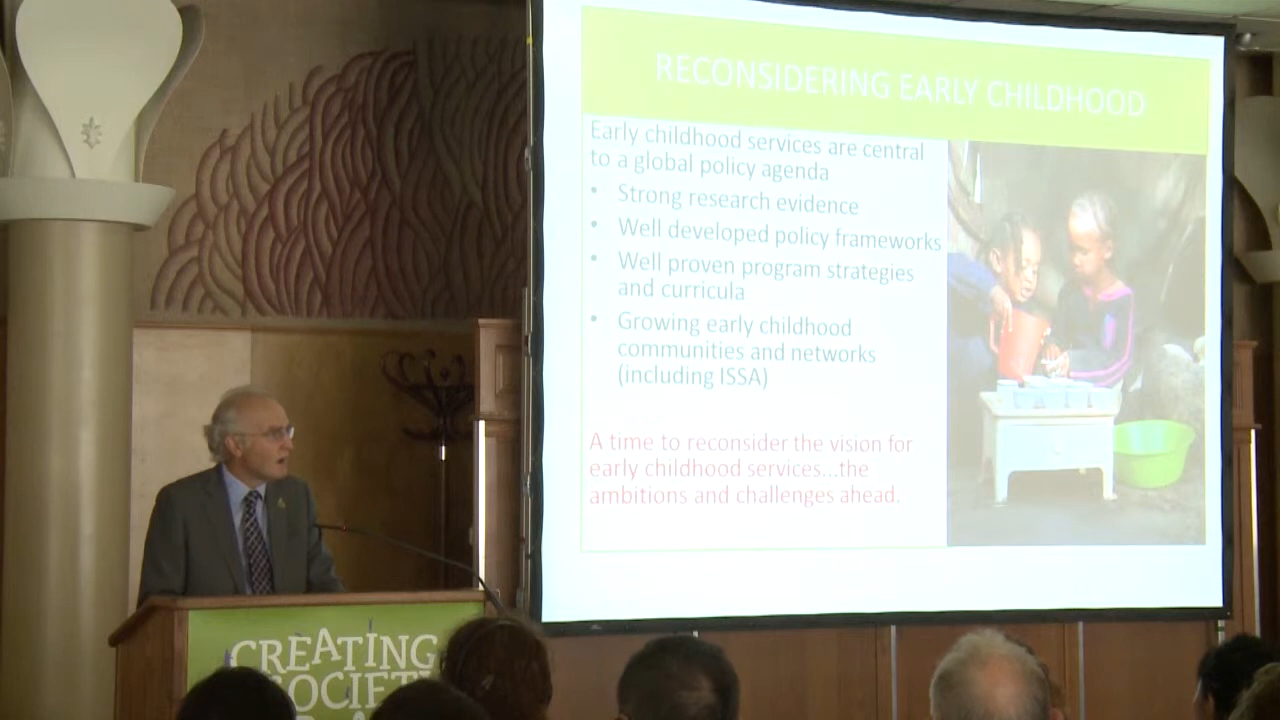 RECONSIDERING EARLY CHILDHOOD
Early childhood services are central
to a global policy agenda
• Strong research evidence
• Well developed policy frameworks
• Well proven program strategies
and curricula
• Growing early childhood
communities and networks
(including ISSA)
A time to reconsider the vision for
early childhood services...the
ambitions and challenges ahead.
CREATING